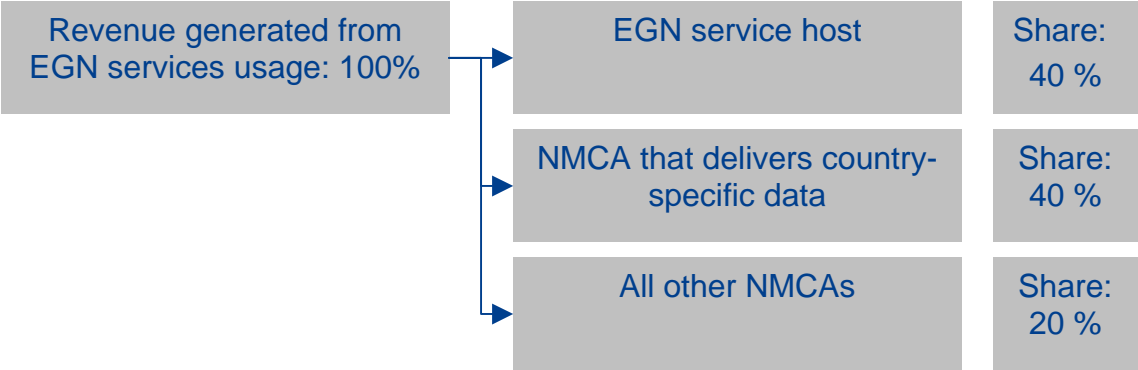 Revenue generated from
EGN services usage: 100%
EGN service host
Share:
40 %
NMCA that delivers country-
specific data
Share:
40 %
All other NMCAs
Share:
20 %